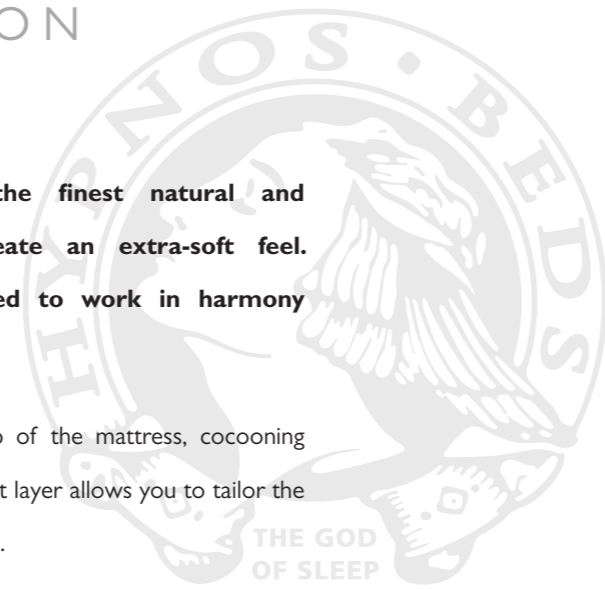 ON
the finest natural and
eate an extra-soft feel.
ed to work in harmony
of the mattress, cocooning
t layer allows you to tailor the
HYPNOS • BEDS
THE GOD
OF SLEEP